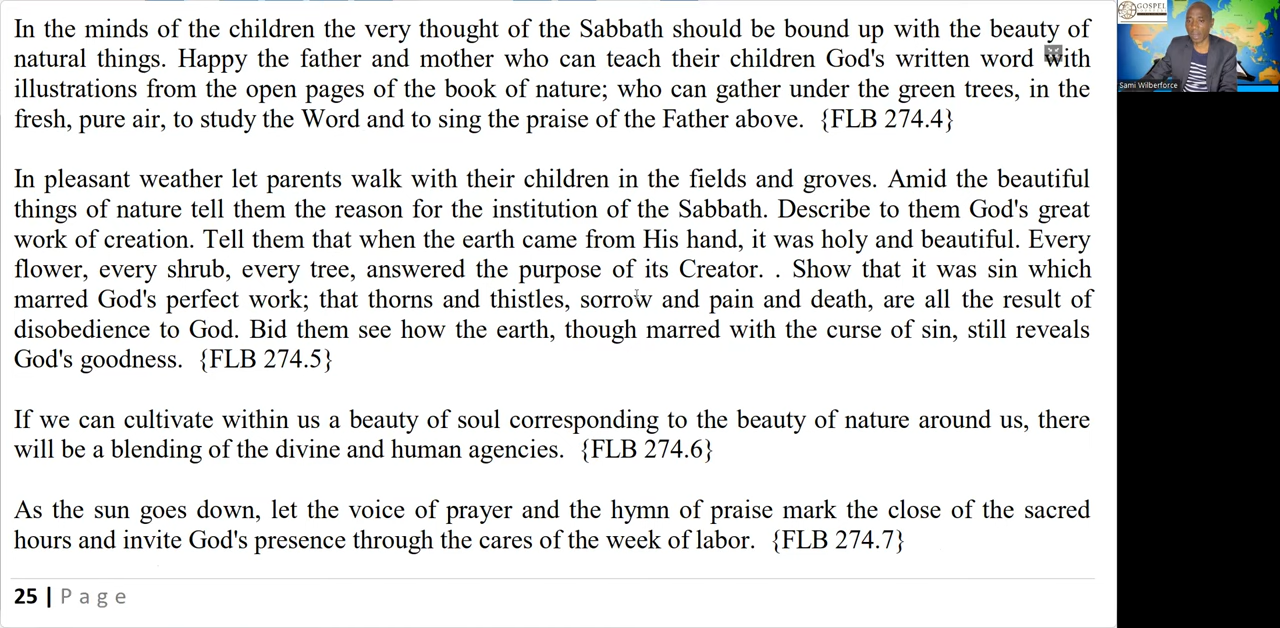 In the minds of the children the very thought of the Sabbath should be bound up with the beauty of
natural things. Happy the father and mother who can teach their children God's written word with
illustrations from the open pages of the book of nature; who can gather under the green trees, in the
fresh, pure air, to study the Word and to sing the praise of the Father above. {FLB 274.4}
In pleasant weather let parents walk with their children in the fields and groves. Amid the beautiful
things of nature tell them the reason for the institution of the Sabbath. Describe to them God's great
work of creation. Tell them that when the earth came from His hand, it was holy and beautiful. Every
flower, every shrub, every tree, answered the purpose of its Creator. . Show that it was sin which
marred God's perfect work; that thorns and thistles, sorrow and pain and death, are all the result of
disobedience to God. Bid them see how the earth, though marred with the curse of sin, still reveals
God's goodness. {FLB 274.5}
If we can cultivate within us a beauty of soul corresponding to the beauty of nature around us, there
will be a blending of the divine and human agencies. {FLB 274.6}
As the sun goes down, let the voice of prayer and the hymn of praise mark the close of the sacred
hours and invite God's presence through the cares of the week of labor. {FLB 274.7}
25 | Page
GOSPEL
Sami Wilberforce